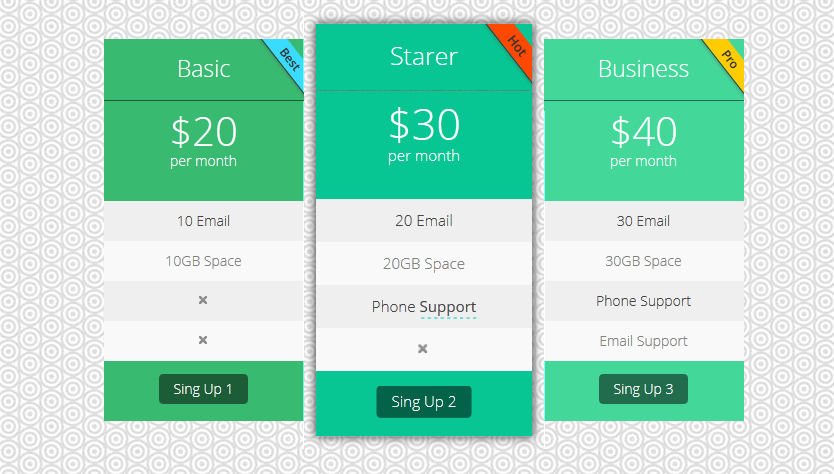 Basic
Best
$20
per month
10 Email
10GB Space
Sing Up 1
Starer
Hot
$30
per month
20 Email
20GB Space
Phone Support
Sing Up 2
Business
Pro
$40
per month
30 Email
30GB Space
Phone Support
Email Support
Sing Up 3